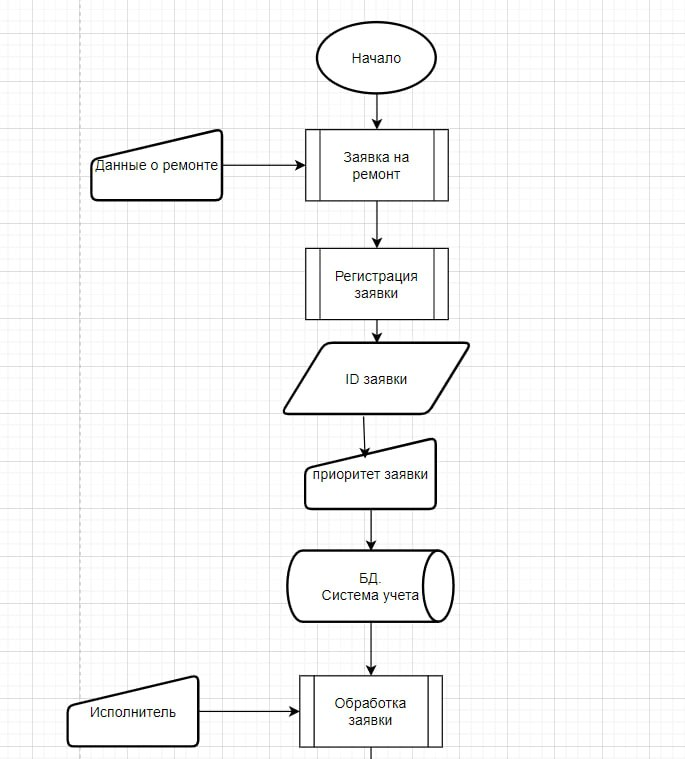 Начало
Данные о ремонте
Заявка на
ремонт
Регистрация
заявки
ID заявки
приоритет заявки
БД.
Система учета
Исполнитель
Обработка
заявки